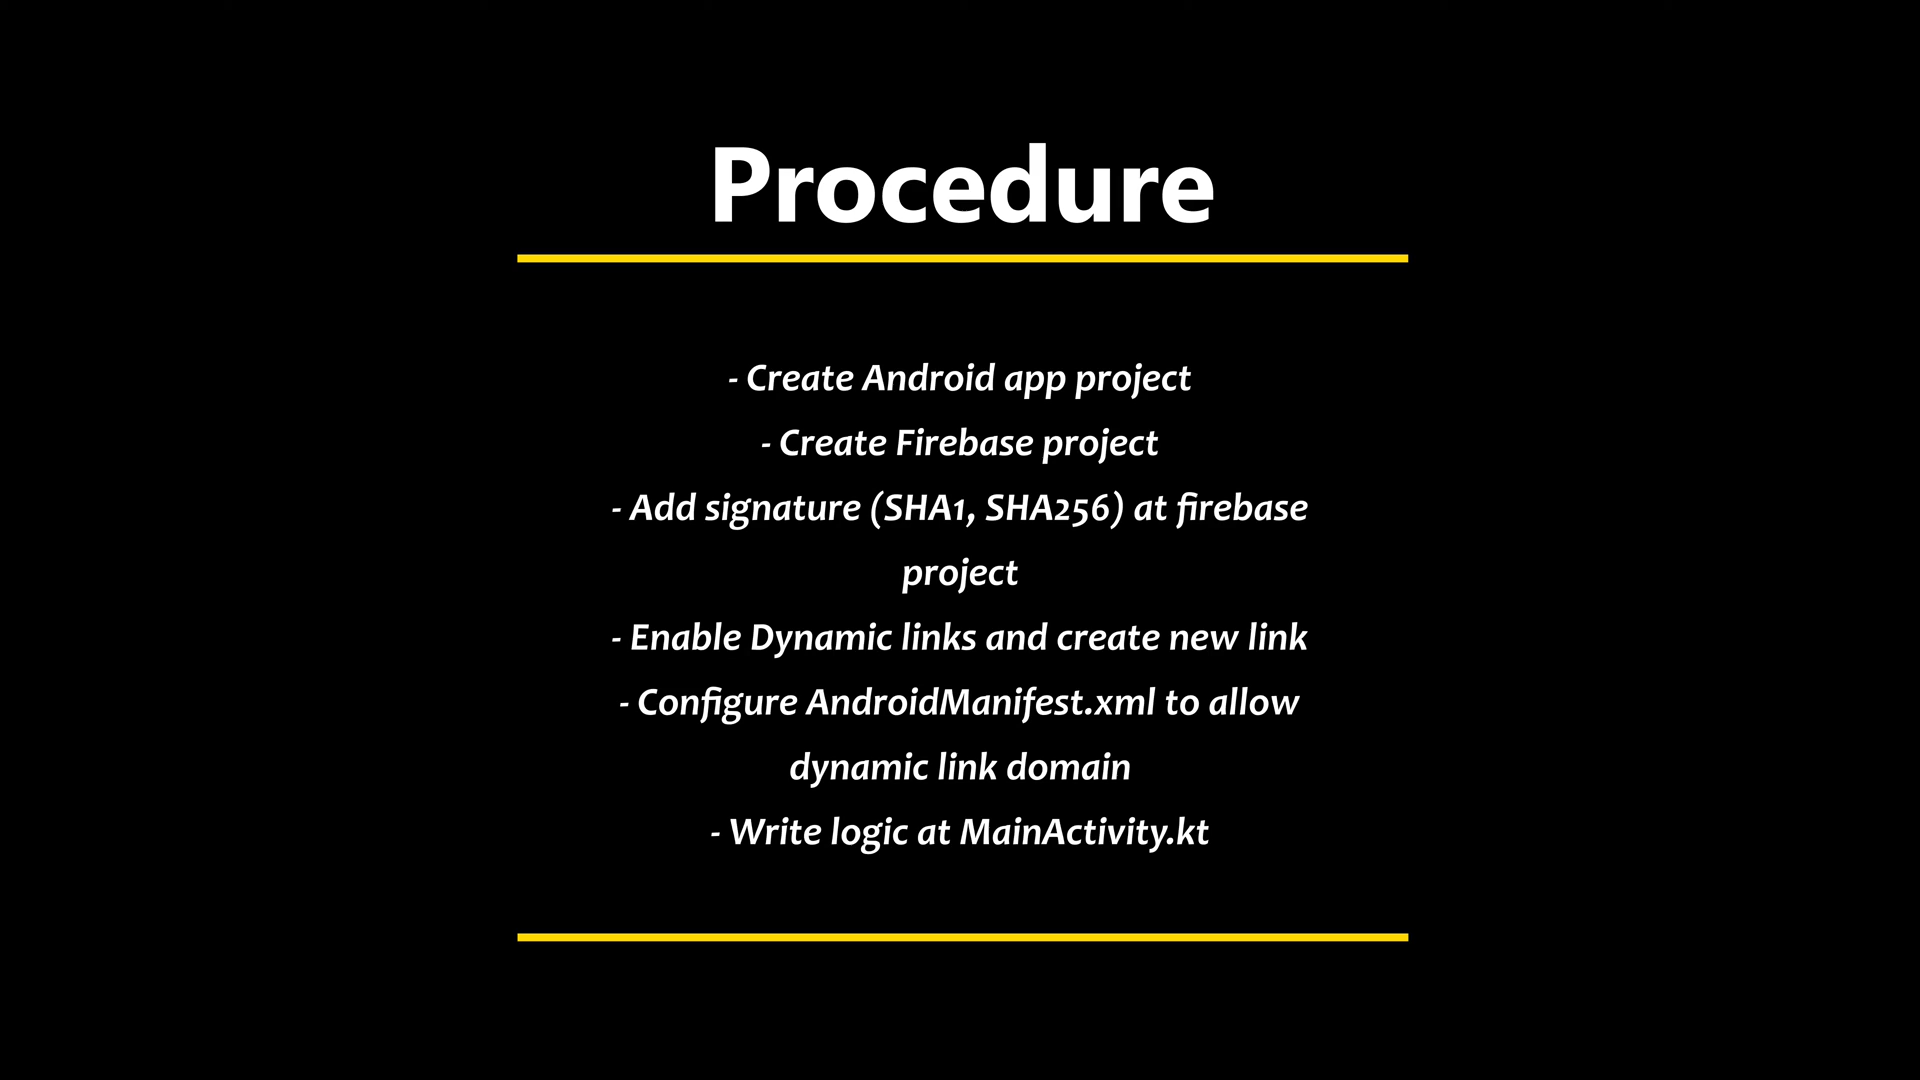 Procedure
- Create Android app project
- Create Firebase project
- Add signature (SHA1, SHA256) at firebase
project
- Enable Dynamic links and create new link
- Configure AndroidManifest.xml to allow
dynamic link domain
- Write logic at MainActivity.kt